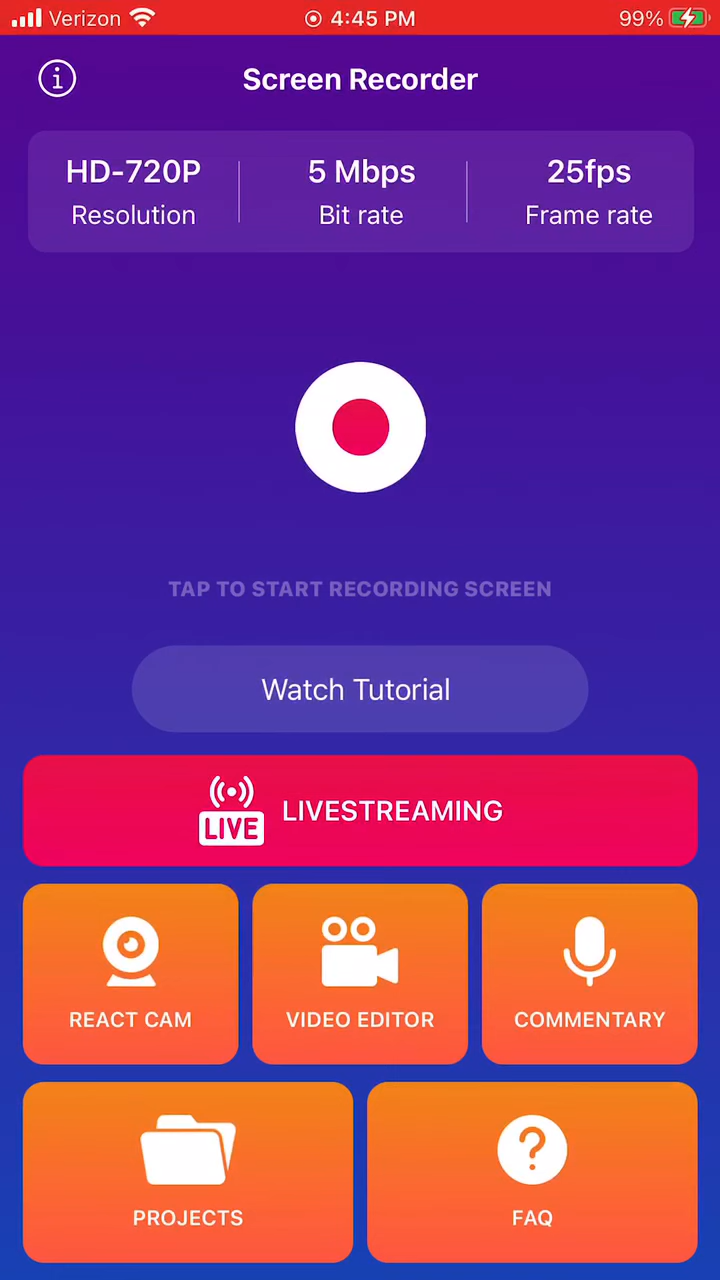 Verizon 4:45 PM 99%
Screen Recorder
HD-720P 5 Mbps 25fps
Resolution Bit rate Frame rate
TAP TO START RECORDING SCREEN
Watch Tutorial
LIVE LIVESTREAMING
REACT CAM VIDEO EDITOR COMMENTARY
PROJECTS FAQ